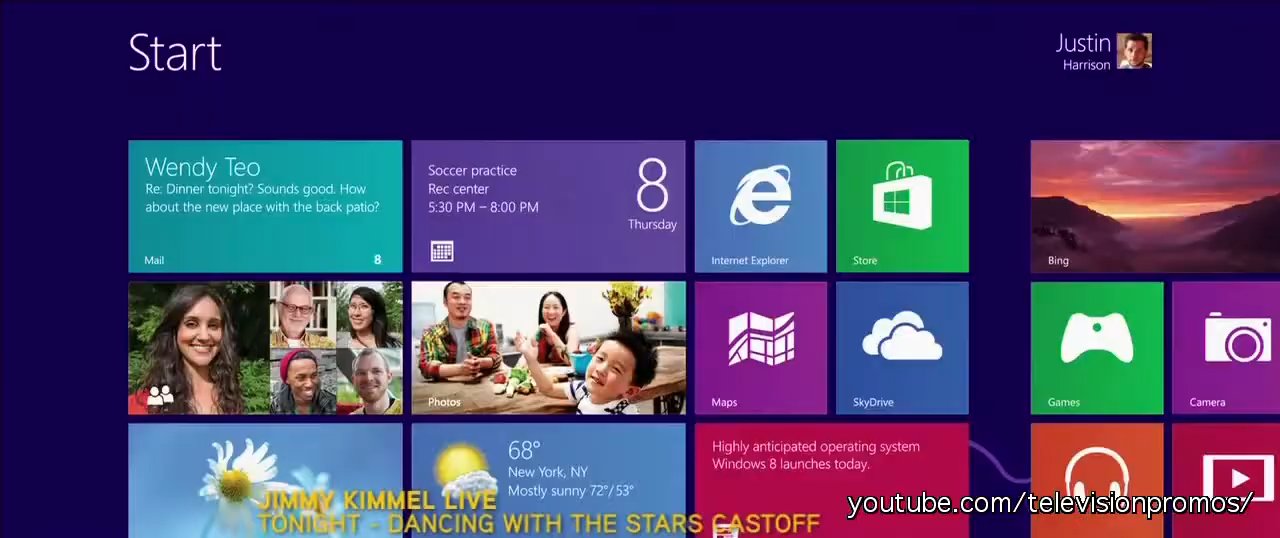 Start
Justin
Harrison
Wendy Teo
Re: Dinner tonight? Sounds good. How
about the new place with the back patio?
Mail
8
Soccer practice
Rec center
5:30 PM – 8:00 PM
8
Thursday
Internet Explorer
Store
Bing
Photos
Maps
SkyDrive
Games
Camera
68°
New York, NY
Mostly sunny 72°/53°
Highly anticipated operating system
Windows 8 launches today.
JIMMY KIMMEL LIVE
TONIGHT - DANCING WITH THE STARS CASTOFF
youtube.com/televisionpromos/